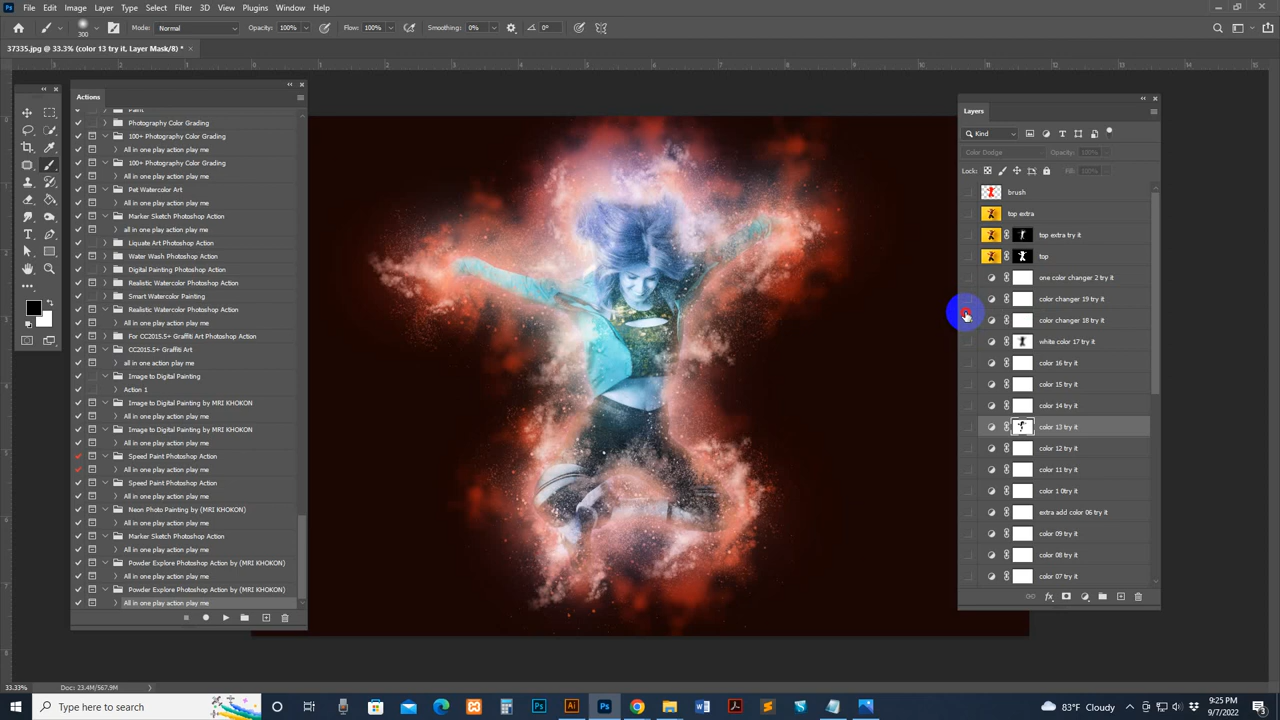 Ps File Edit Image Layer Type Select Filter 3D View Plugins Window Help
300 Mode: Normal Opacity: 100% Flow: 100% Smoothing: 0% 0°
37335.jpg @ 33.3% (color 13 try it, Layer Mask/8) *
Actions
Photography Color Grading
100+ Photography Color Grading
All in one play play play me
100+ Photography Color Grading
All in one play action play me
Pet Watercolor Art
All in one play action play me
Marker Sketch Photoshop Action
all in one play action play me
Liquate Art Photoshop Action
Water Wash Photoshop Action
Digital Painting Photoshop Action
Realistic Watercolor Photoshop Action
Smart Watercolor Painting
Realistic Watercolor Photoshop Action
All in one play action play me
For CC2015.5+ Graffiti Art Photoshop Action
CC2015.5+ Graffiti Art
all in one play action play me
Image to Digital Painting
Action 1
Image to Digital Painting by MRI KHOKON
All in one play action play me
Image to Digital Painting by MRI KHOKON
All in one play action play me
Speed Paint Photoshop Action
All in one play action play me
Speed Paint Photoshop Action
All in one play action play me
Neon Photo Painting by (MRI KHOKON)
All in one play action play me
Marker Sketch Photoshop Action
All in one play action play me
Powder Explore Photoshop Action by (MRI KHOKON)
All in one play action play me
Powder Explore Photoshop Action by (MRI KHOKON)
All in one play action play me
Layers
Kind
Color Dodge Opacity: 100%
Lock: Fill: 100%
brush
top extra
top extra try it
top
one color changer 2 try it
color changer 19 try it
color changer 18 try it
white color 17 try it
color 16 try it
color 15 try it
color 14 try it
color 13 try it
color 12 try it
color 11 try it
color 1 0try it
extra add color 06 try it
color 09 try it
color 08 try it
color 07 try it
33.33% Doc: 23.4M/567.9M
Type here to search
83°F Cloudy
9:25 PM
9/7/2022